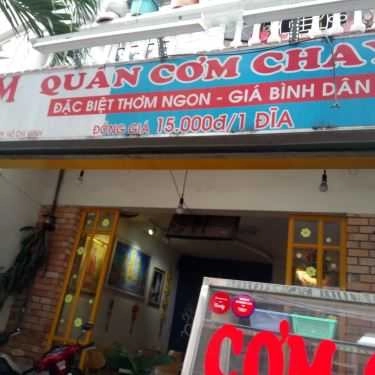 M QUÁN CƠM CHAY
ĐẶC BIỆT THƠM NGON - GIÁ BÌNH DÂN
ĐỒNG GIÁ 15.000đ/1 ĐĨA
CƠM